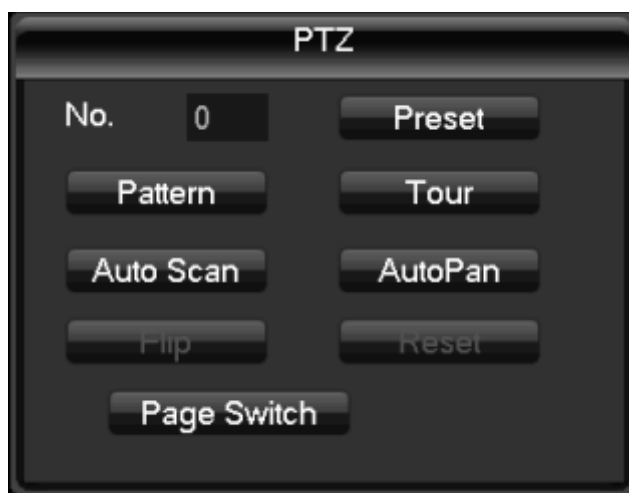 PTZ
No. 0 Preset
Pattern Tour
Auto Scan AutoPan
Flip Reset
Page Switch